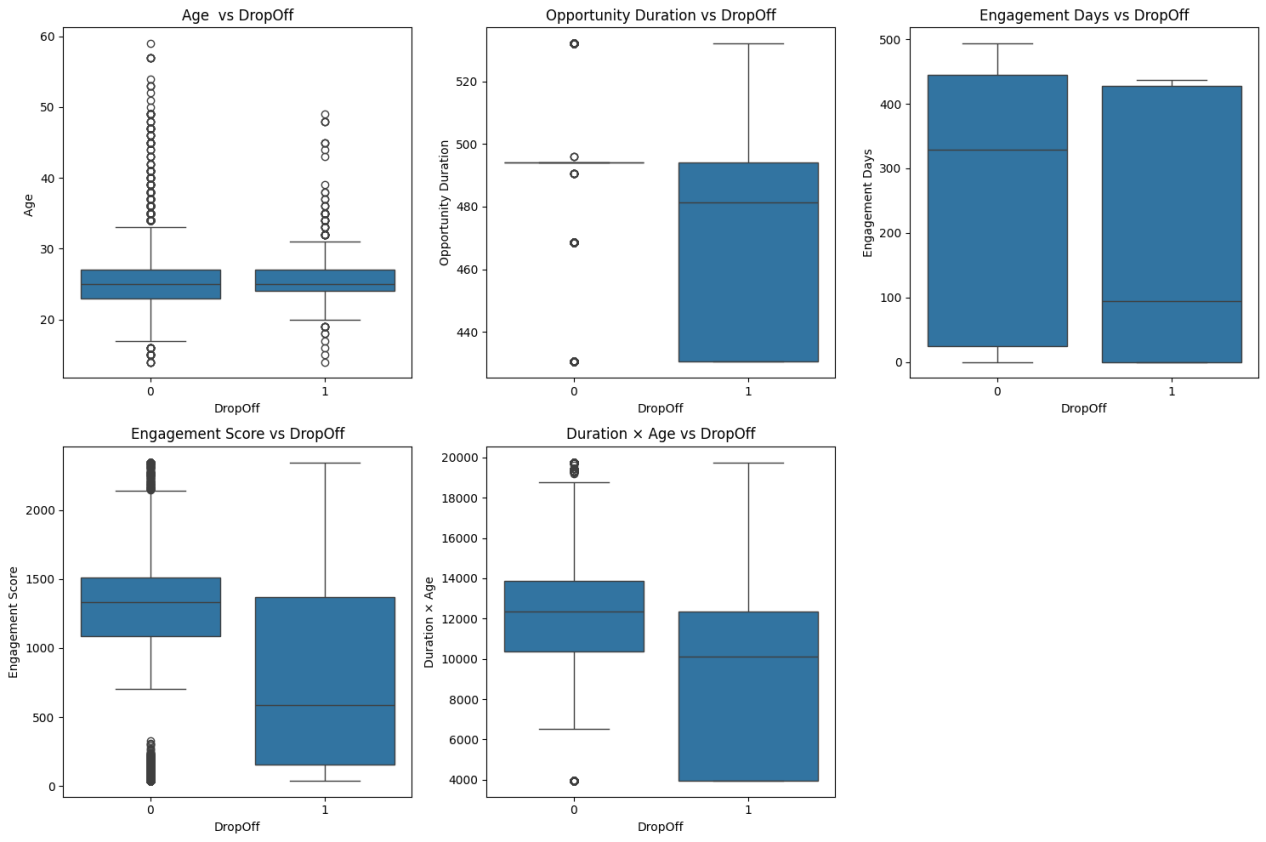 Age  vs DropOff
60
50
40
30
20
Age
0
1
DropOff
Opportunity Duration vs DropOff
520
500
480
460
440
Opportunity Duration
0
1
DropOff
Engagement Days vs DropOff
500
400
300
200
100
0
Engagement Days
0
1
DropOff
Engagement Score vs DropOff
2000
1500
1000
500
0
Engagement Score
0
1
DropOff
Duration × Age vs DropOff
20000
18000
16000
14000
12000
10000
8000
6000
4000
Duration × Age
0
1
DropOff